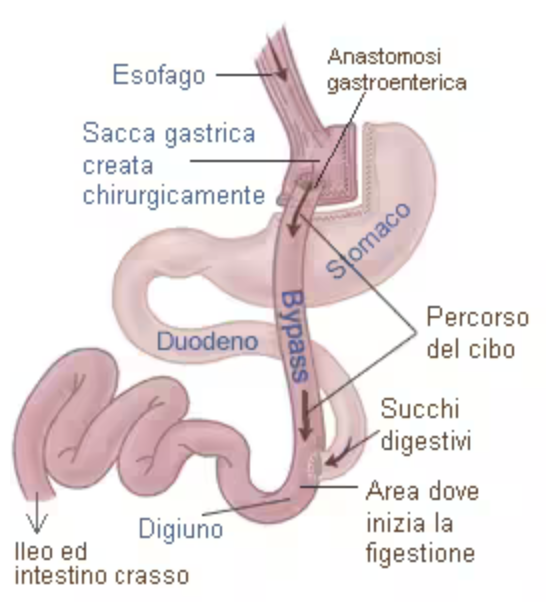 Esofago
Anastomosi
gastroenterica
Sacca gastrica
creata
chirurgicamente
Stomaco
Bypass
Duodeno
Percorso
del cibo
Succhi
digestivi
Area dove
inizia la
figestione
Digiuno
Ileo ed
intestino crasso